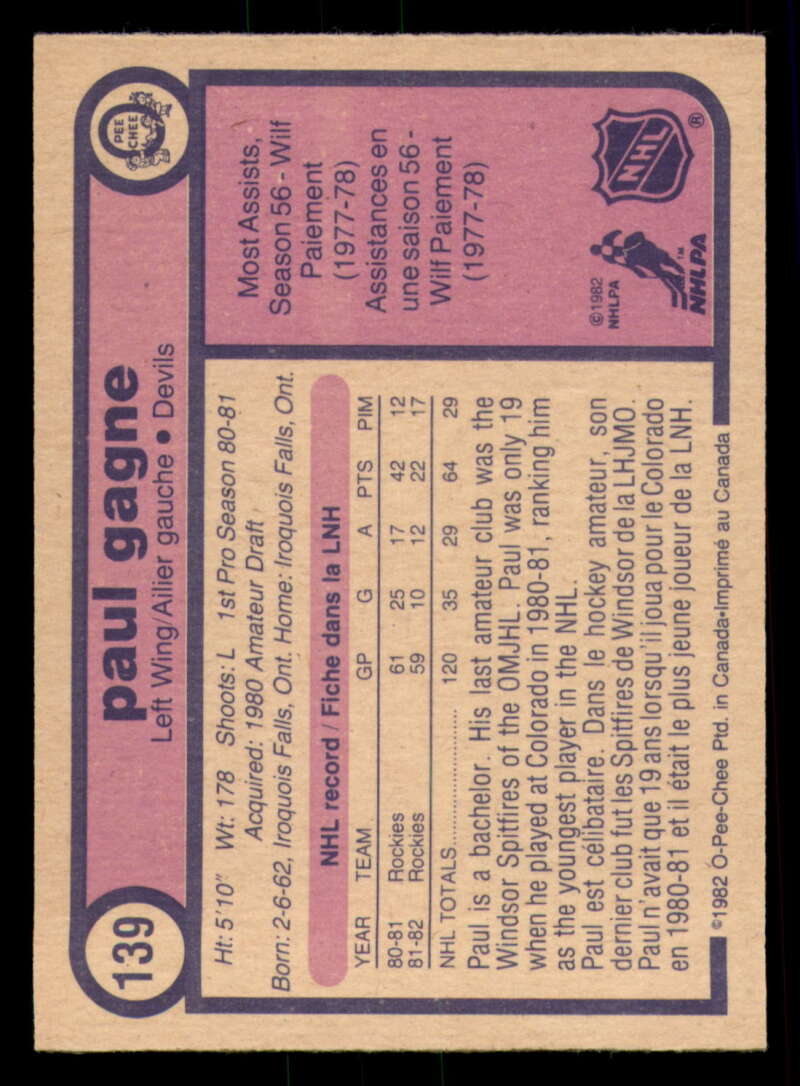 139
paul gagne
Left Wing/Ailier gauche • Devils
O
PEE
CHEE
Ht: 5'10" Wt: 178 Shoots: L 1st Pro Season 80-81
Acquired: 1980 Amateur Draft
Born: 2-6-62, Iroquois Falls, Ont. Home: Iroquois Falls, Ont.
NHL record / Fiche dans la LNH
YEAR TEAM GP G A PTS PIM
80-81 Rockies 61 25 17 42 12
81-82 Rockies 59 10 12 22 17
NHL TOTALS.................... 120 35 29 64 29
Paul is a bachelor. His last amateur club was the
Windsor Spitfires of the OMJHL. Paul was only 19
when he played at Colorado in 1980-81, ranking him
as the youngest player in the NHL.
Paul est célibataire. Dans le hockey amateur, son
dernier club fut les Spitfires de Windsor de la LHJMO.
Paul n'avait que 19 ans lorsqu'il joua pour le Colorado
en 1980-81 et il était le plus jeune joueur de la LNH.
Most Assists,
Season 56 - Wilf
Paiement
(1977-78)
Assistances en
une saison 56 -
Wilf Paiement
(1977-78)
©1982
NHLPA
NHLPA
TM
NHL
®
©1982 O-Pee-Chee Ptd. in Canada•Imprimé au Canada